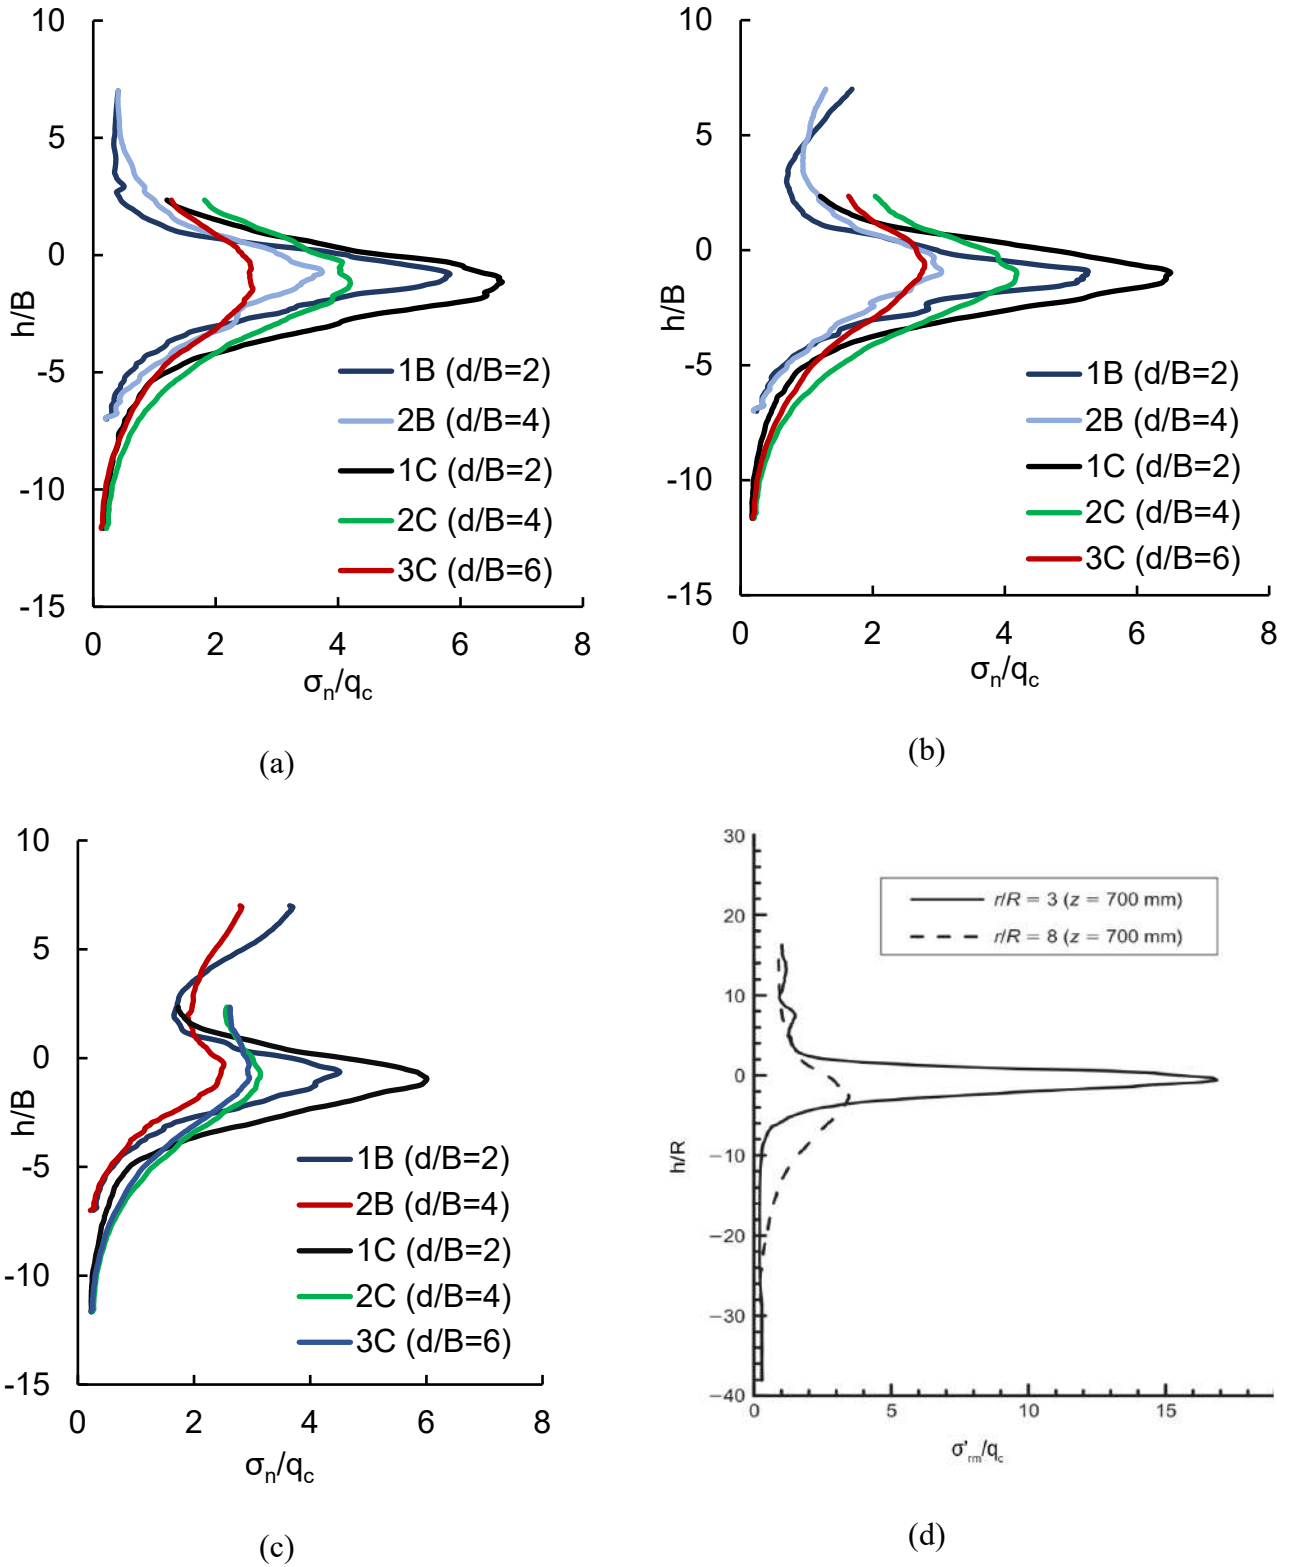 10
5
0
-5
-10
-15
h/B
1B (d/B=2)
2B (d/B=4)
1C (d/B=2)
2C (d/B=4)
3C (d/B=6)
0 2 4 6 8
σn/qc
(a)
10
5
0
-5
-10
-15
h/B
1B (d/B=2)
2B (d/B=4)
1C (d/B=2)
2C (d/B=4)
3C (d/B=6)
0 2 4 6 8
σn/qc
(b)
10
5
0
-5
-10
-15
h/B
1B (d/B=2)
2B (d/B=4)
1C (d/B=2)
2C (d/B=4)
3C (d/B=6)
0 2 4 6 8
σn/qc
(c)
30
20
10
0
−10
−20
−30
−40
h/R
r/R = 3 (z = 700 mm)
r/R = 8 (z = 700 mm)
0 5 10 15
σ'rm/qc
(d)